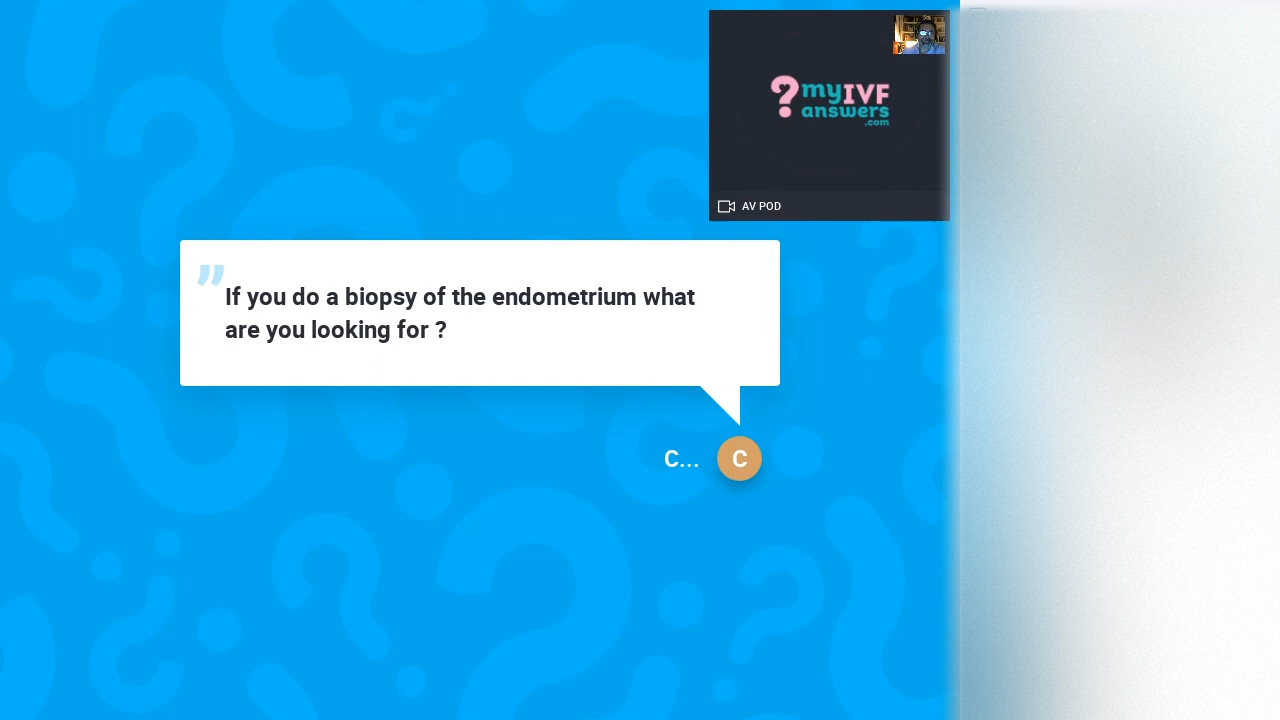 ?myIVF
answers
.com
AV POD
" If you do a biopsy of the endometrium what
are you looking for ?
C... C